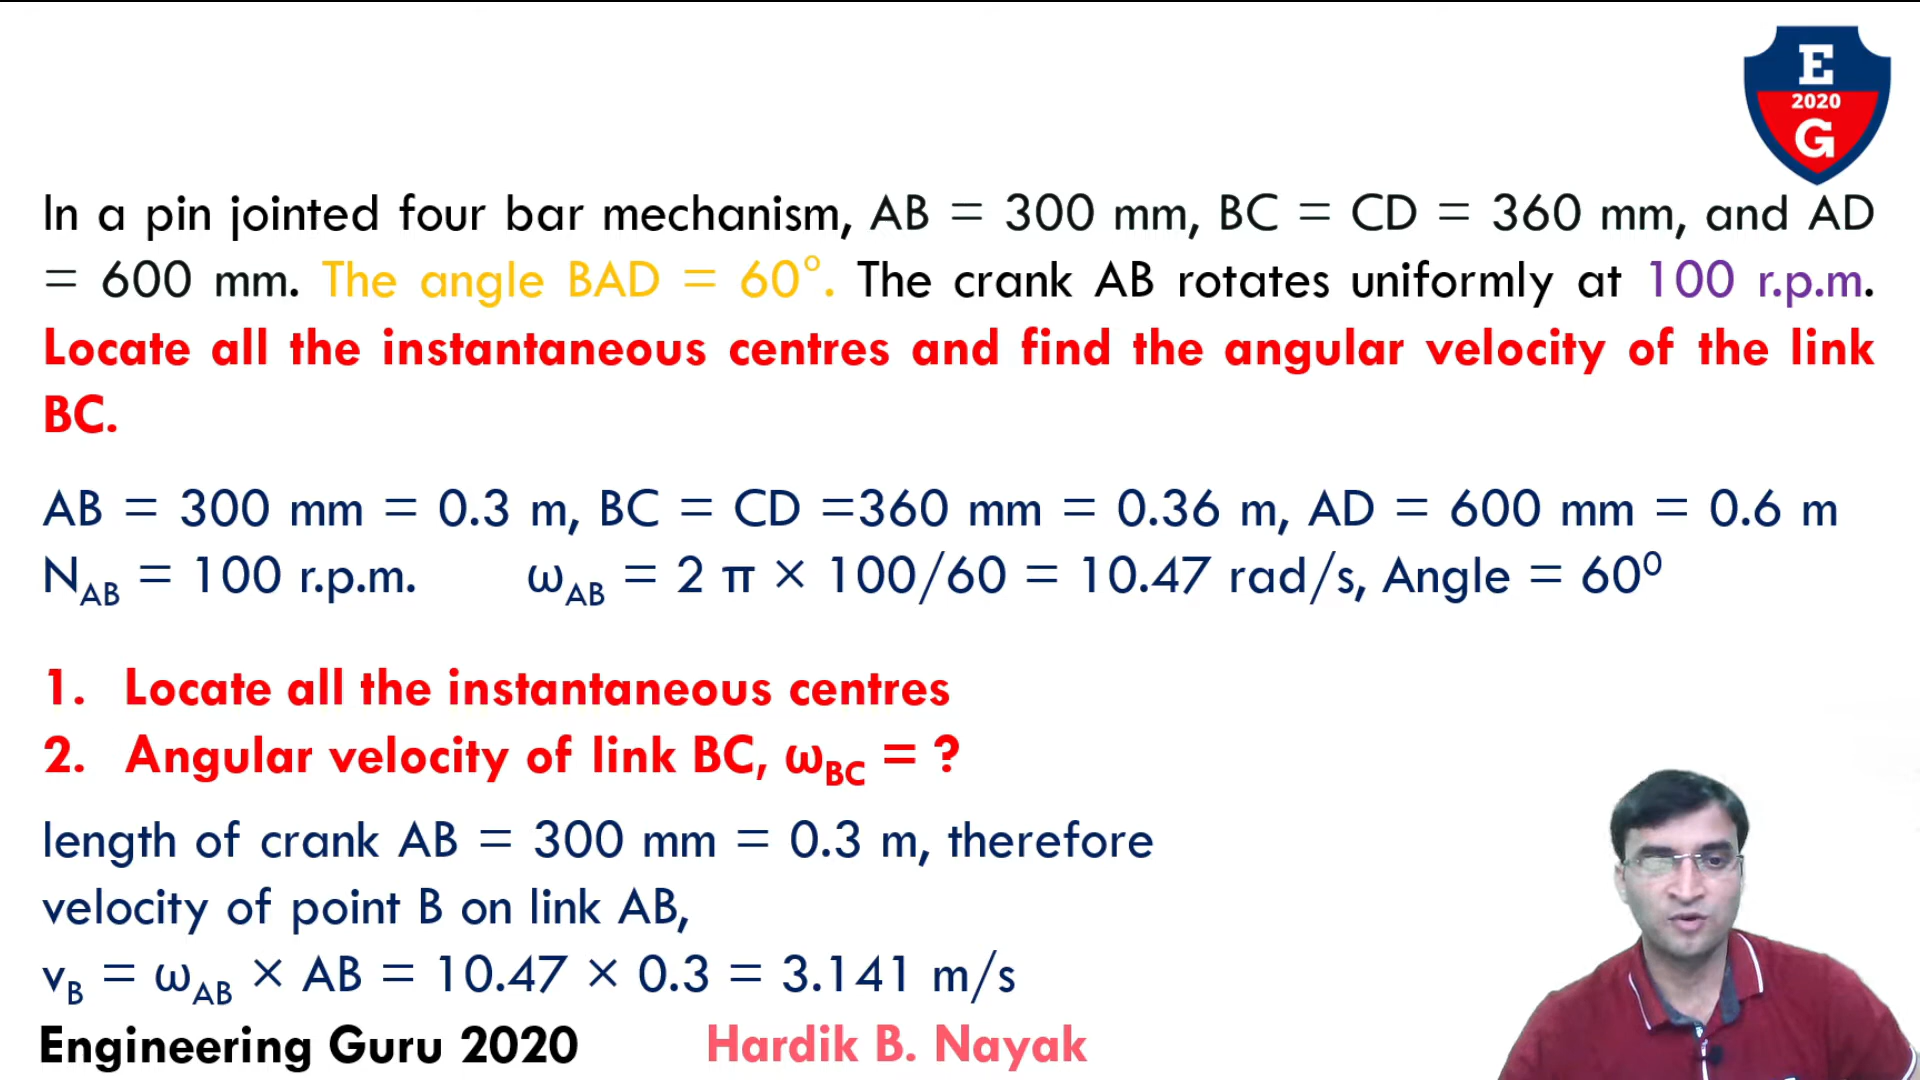 E
2020
G
In a pin jointed four bar mechanism, AB = 300 mm, BC = CD = 360 mm, and AD
= 600 mm. The angle BAD = 60°. The crank AB rotates uniformly at 100 r.p.m.
Locate all the instantaneous centres and find the angular velocity of the link
BC.
AB = 300 mm = 0.3 m, BC = CD =360 mm = 0.36 m, AD = 600 mm = 0.6 m
N_AB = 100 r.p.m. ω_AB = 2 π × 100/60 = 10.47 rad/s, Angle = 60⁰
1. Locate all the instantaneous centres
2. Angular velocity of link BC, ω_BC = ?
length of crank AB = 300 mm = 0.3 m, therefore
velocity of point B on link AB,
v_B = ω_AB × AB = 10.47 × 0.3 = 3.141 m/s
Engineering Guru 2020 Hardik B. Nayak